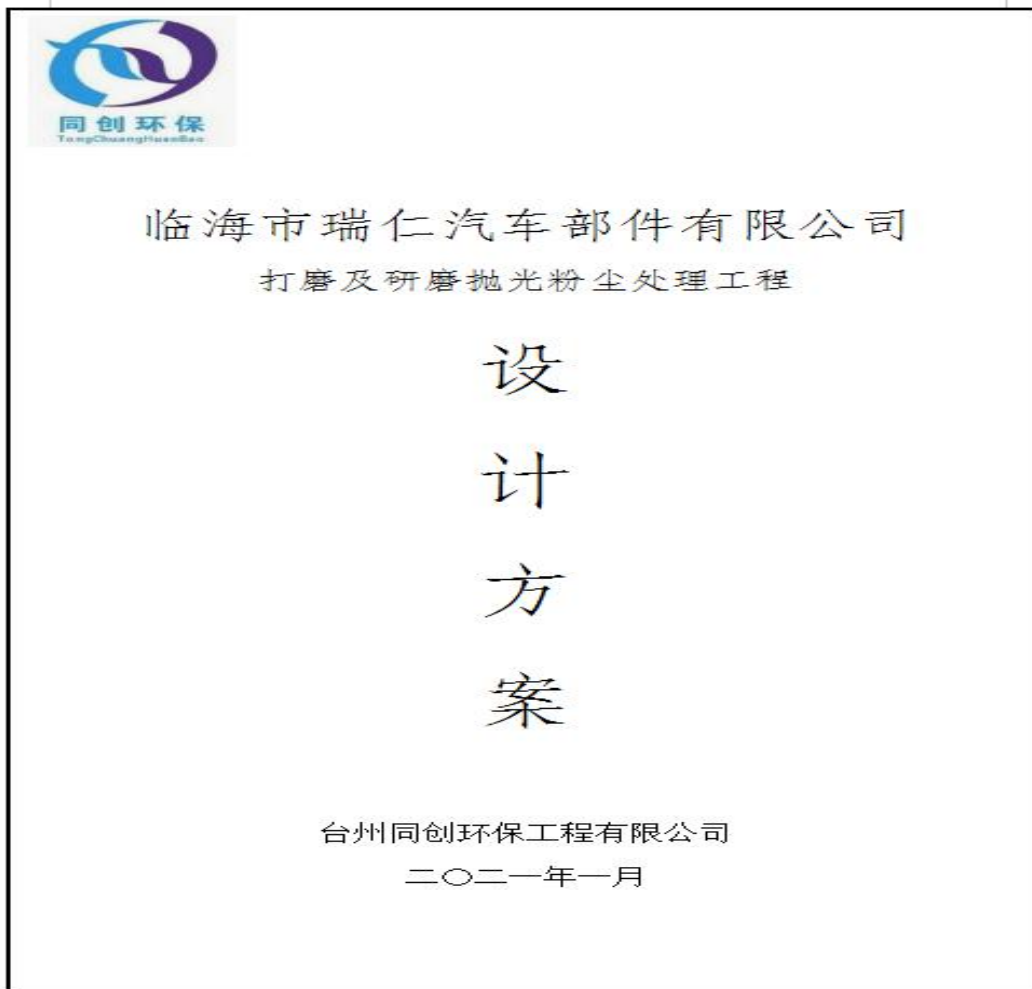 同创环保
TongChuangHuanBao
临海市瑞仁汽车部件有限公司
打磨及研磨抛光粉尘处理工程
设
计
方
案
台州同创环保工程有限公司
二〇二一年一月